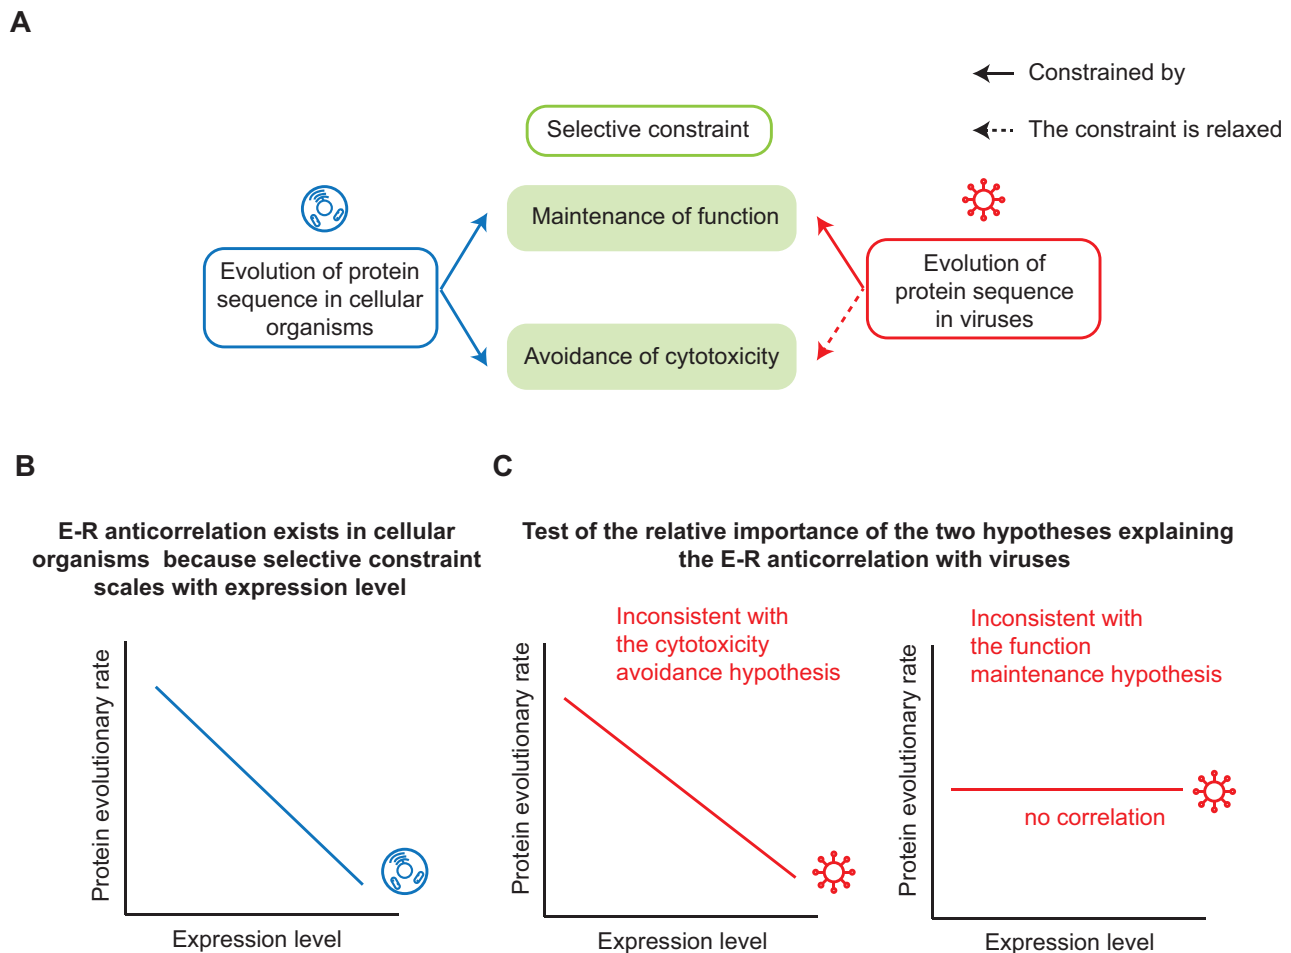 A
Constrained by
The constraint is relaxed
Selective constraint
Maintenance of function
Avoidance of cytotoxicity
Evolution of protein
sequence in cellular
organisms
Evolution of
protein sequence
in viruses
B
E-R anticorrelation exists in cellular
organisms because selective constraint
scales with expression level
Protein evolutionary rate
Expression level
C
Test of the relative importance of the two hypotheses explaining
the E-R anticorrelation with viruses
Inconsistent with
the cytotoxicity
avoidance hypothesis
Protein evolutionary rate
Expression level
Inconsistent with
the function
maintenance hypothesis
no correlation
Protein evolutionary rate
Expression level